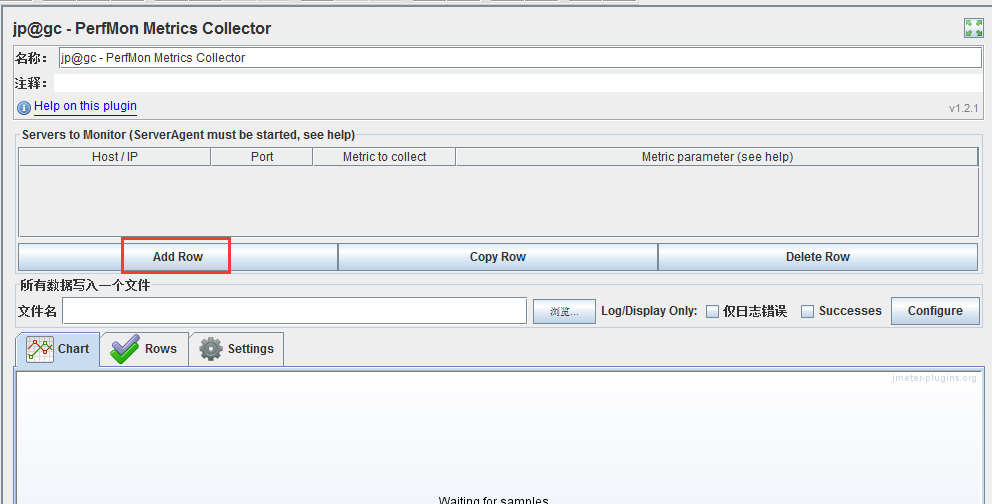 jp@gc - PerfMon Metrics Collector
名称： jp@gc - PerfMon Metrics Collector
注释：
Help on this plugin v1.2.1
Servers to Monitor (ServerAgent must be started, see help)
Host / IP Port Metric to collect Metric parameter (see help)
Add Row Copy Row Delete Row
所有数据写入一个文件
文件名 浏览... Log/Display Only: 仅日志错误 Successes Configure
Chart Rows Settings
jmeter-plugins.org
Waiting for samples